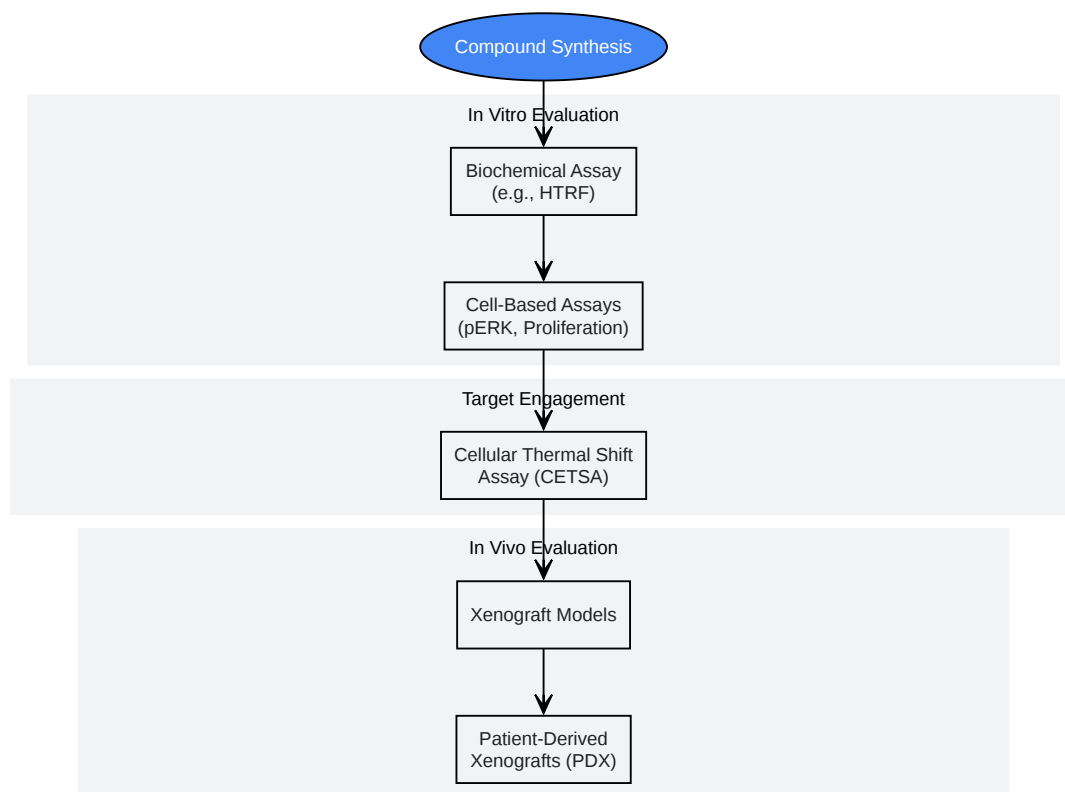 Compound Synthesis
In Vitro Evaluation
Biochemical Assay
(e.g., HTRF)
Cell-Based Assays
(pERK, Proliferation)
Target Engagement
Cellular Thermal Shift
Assay (CETSA)
In Vivo Evaluation
Xenograft Models
Patient-Derived
Xenografts (PDX)